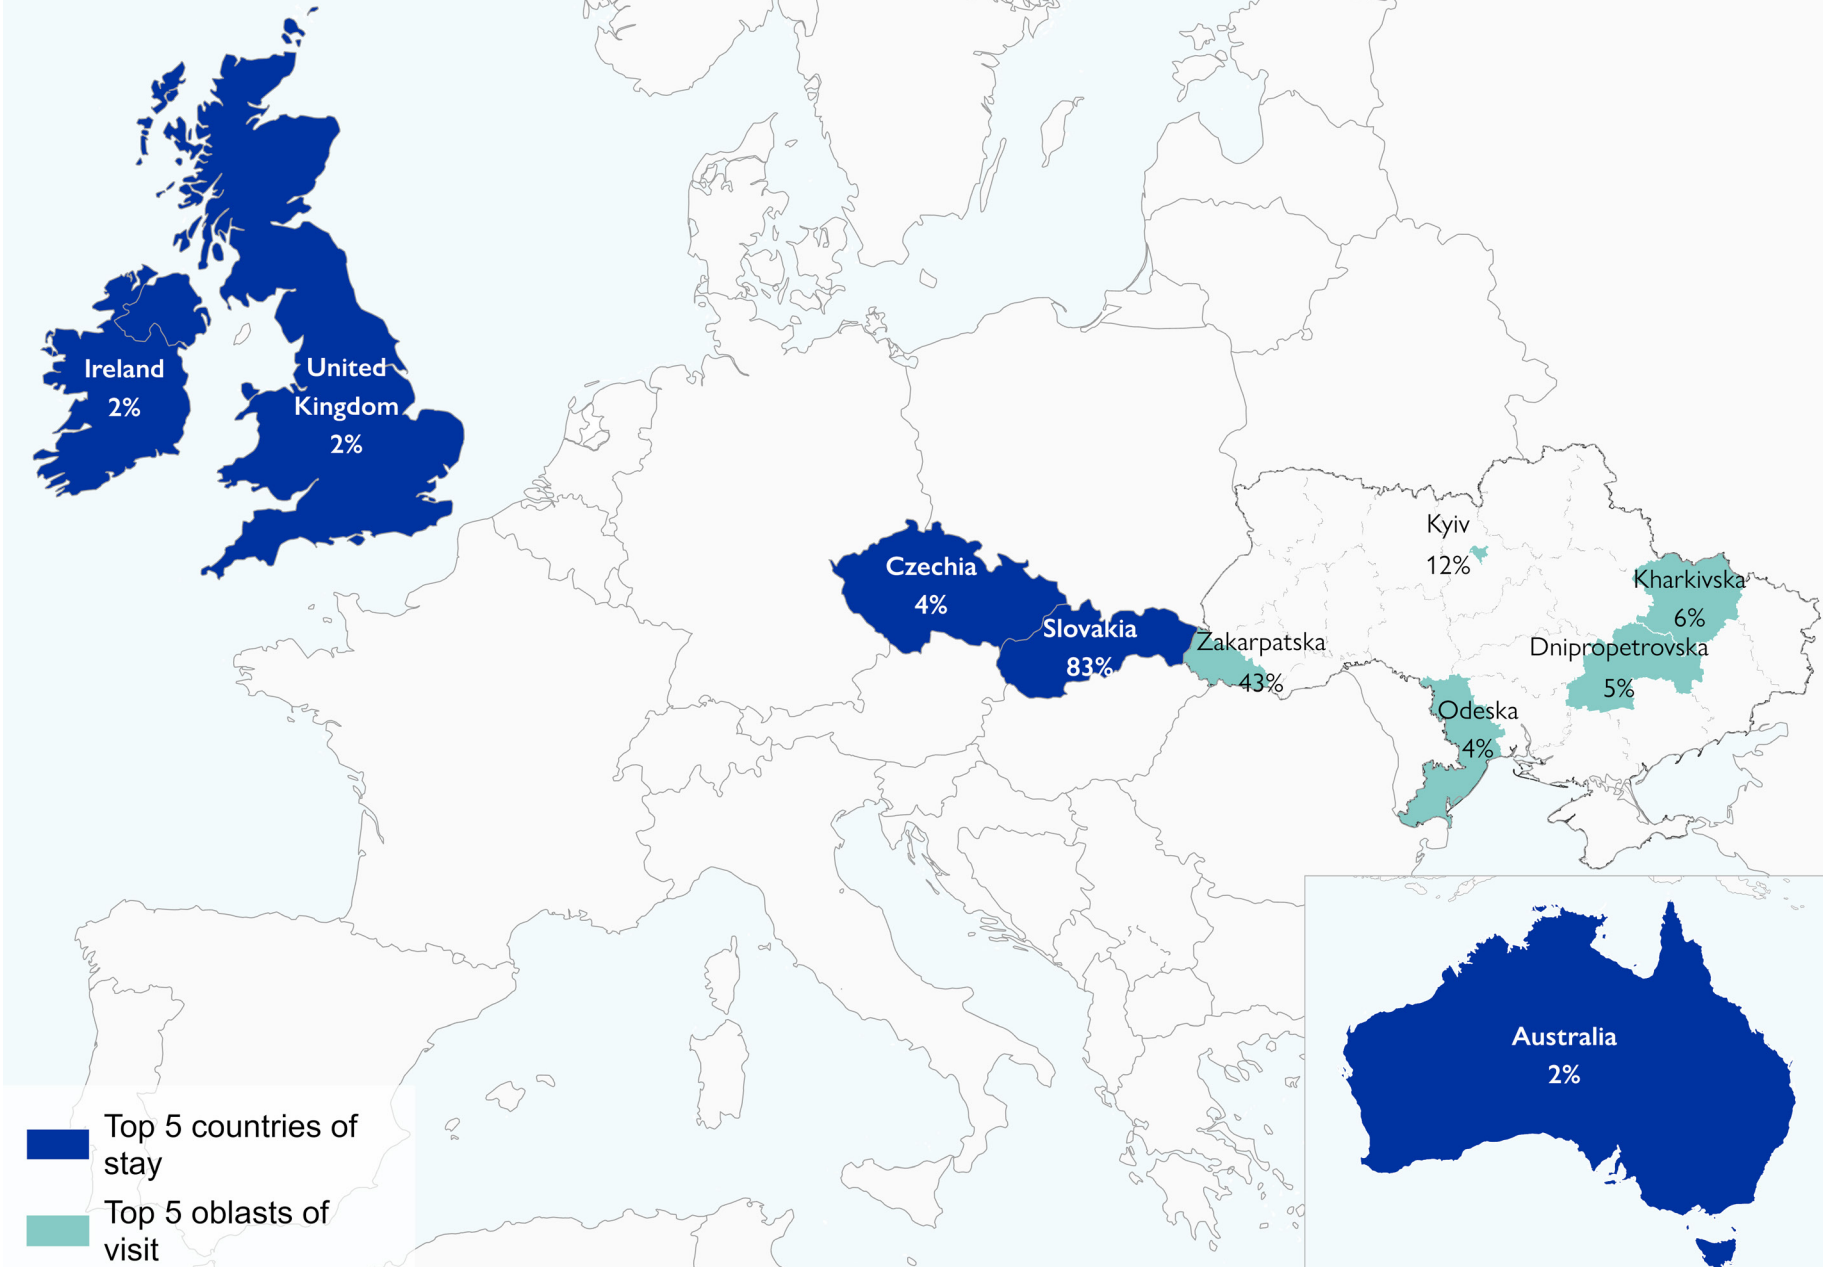 Ireland
2%
United
Kingdom
2%
Czechia
4%
Slovakia
83%
Kyiv
12%
Kharkivska
6%
Zakarpatska
43%
Dnipropetrovska
5%
Odeska
4%
Australia
2%
Top 5 countries of
stay
Top 5 oblasts of
visit